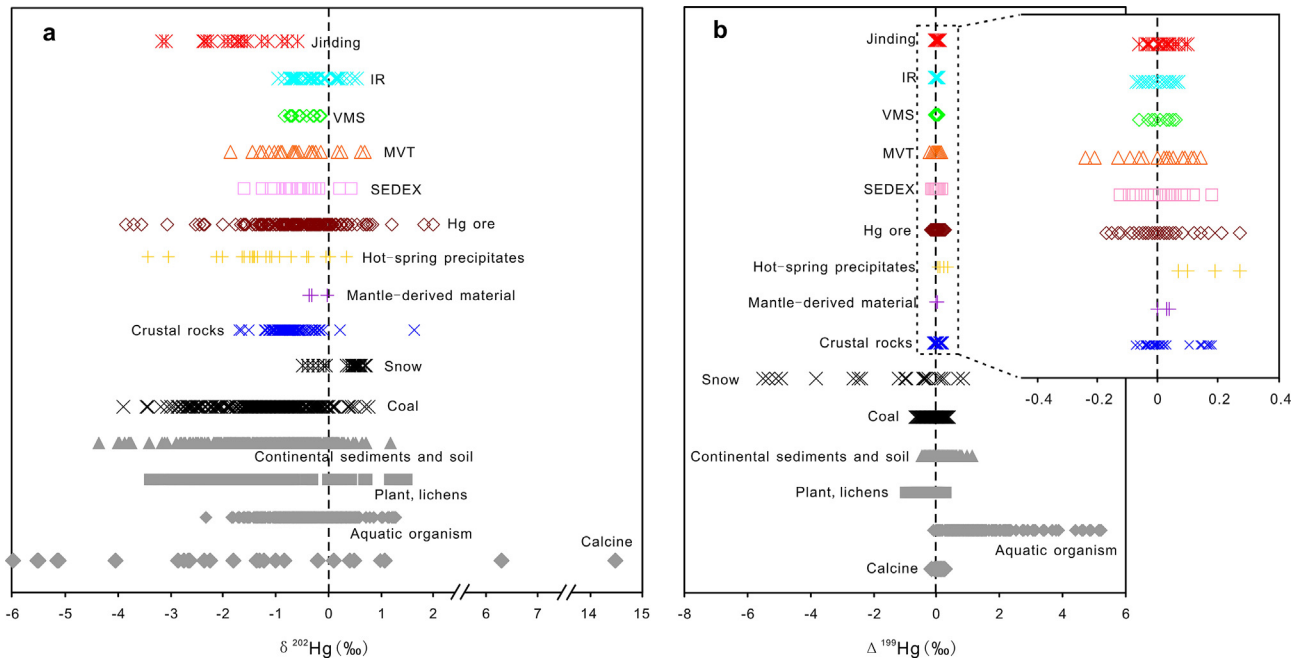 a
Jinding
IR
VMS
MVT
SEDEX
Hg ore
Hot-spring precipitates
Mantle-derived material
Crustal rocks
Snow
Coal
Continental sediments and soil
Plant, lichens
Aquatic organism
Calcine
-6 -5 -4 -3 -2 -1 0 1 2 6 7 14 15
δ 202Hg (‰)
b
Jinding
IR
VMS
MVT
SEDEX
Hg ore
Hot-spring precipitates
Mantle-derived material
Crustal rocks
-0.4 -0.2 0 0.2 0.4
Snow
Coal
Continental sediments and soil
Plant, lichens
Aquatic organism
Calcine
-8 -6 -4 -2 0 2 4 6
Δ 199Hg (‰)